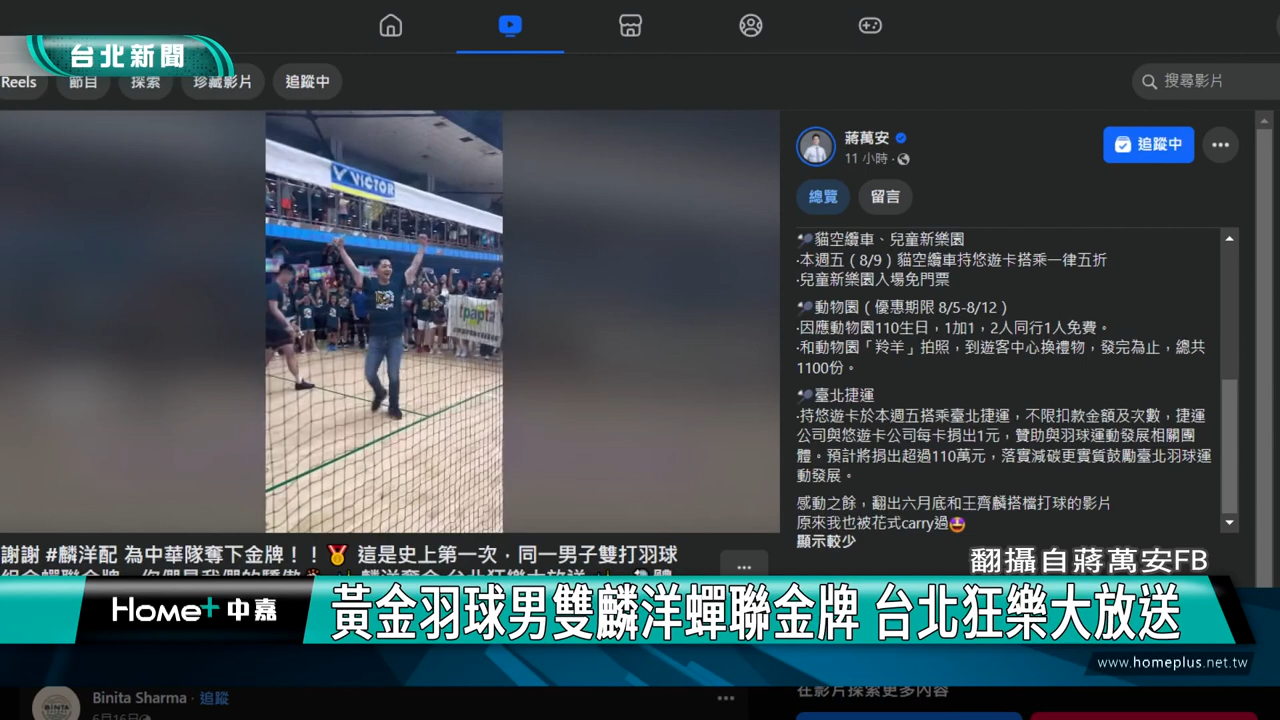 台北新聞
Reels
節目
探索
珍藏影片
追蹤中
搜尋影片
VICTOR
蔣萬安
11 小時
追蹤中
總覽
留言
貓空纜車、兒童新樂園
·本週五（8/9）貓空纜車持悠遊卡搭乘一律五折
·兒童新樂園入場免門票
動物園（優惠期限 8/5-8/12）
·因應動物園110生日，1加1，2人同行1人免費。
·和動物園「羚羊」拍照，到遊客中心換禮物，發完為止，總共
1100份。
臺北捷運
·持悠遊卡於本週五搭乘臺北捷運，不限扣款金額及次數，捷運
公司與悠遊卡公司每卡捐出1元，贊助與羽球運動發展相關團
體。預計將捐出超過110萬元，落實減碳更實質鼓勵臺北羽球運
動發展。
感動之餘，翻出六月底和王齊麟搭檔打球的影片
原來我也被花式carry過🤩
顯示較少
謝謝 #麟洋配 為中華隊奪下金牌！！🏅 這是史上第一次，同一男子雙打羽球
翻攝自蔣萬安FB
Home+ 中嘉
黃金羽球男雙麟洋蟬聯金牌 台北狂樂大放送
www.homeplus.net.tw
Binita Sharma · 追蹤
6月16日
在影片探索更多內容